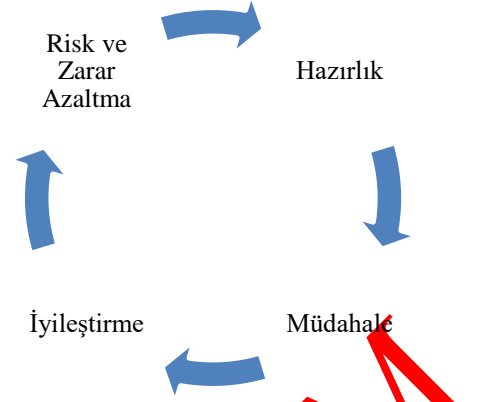 Risk ve
Zarar
Azaltma
Hazırlık
Müdahale
İyileştirme